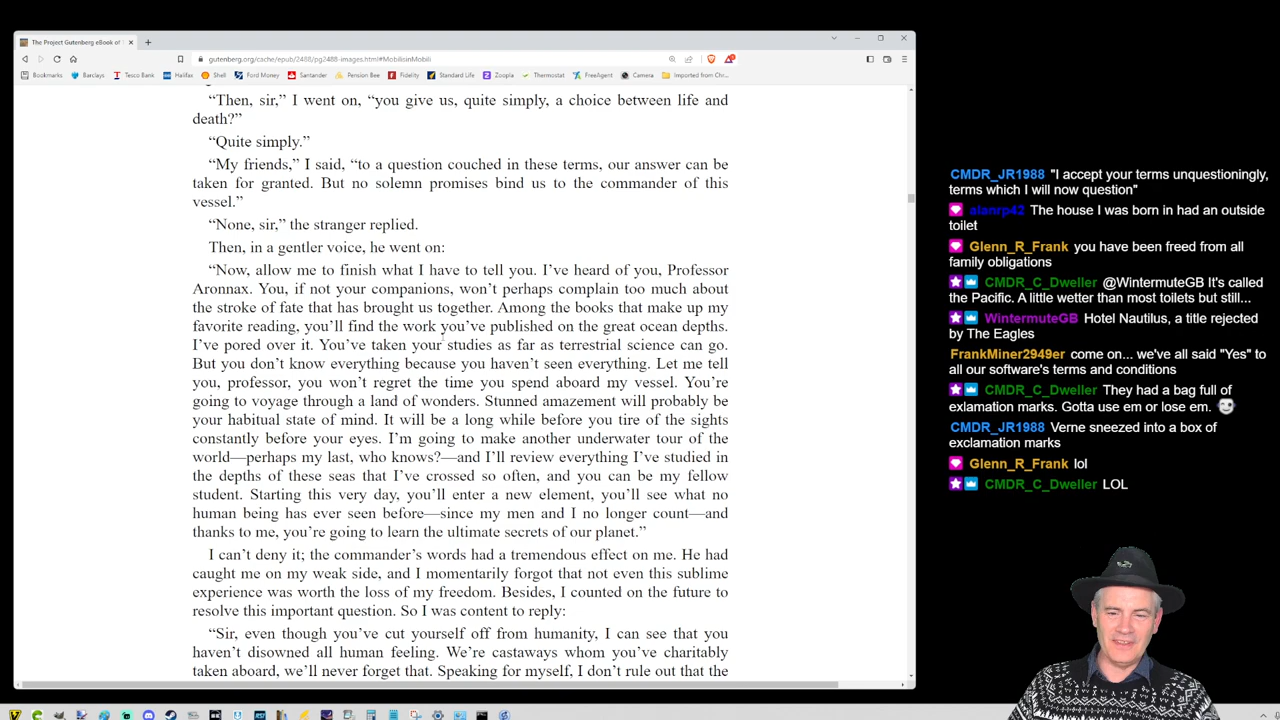 The Project Gutenberg eBook of
gutenberg.org/cache/epub/2488/pg2488-images.html#MobilisinMobili
Bookmarks Barclays Tesco Bank Halifax Shell Ford Money Santander Pension Bee Fidelity Standard Life Zoopla Thermostat FreeAgent Camera Imported from Chr...
“Then, sir,” I went on, “you give us, quite simply, a choice between life and
death?”
“Quite simply.”
“My friends,” I said, “to a question couched in these terms, our answer can be
taken for granted. But no solemn promises bind us to the commander of this
vessel.”
“None, sir,” the stranger replied.
Then, in a gentler voice, he went on:
“Now, allow me to finish what I have to tell you. I’ve heard of you, Professor
Aronnax. You, if not your companions, won’t perhaps complain too much about
the stroke of fate that has brought us together. Among the books that make up my
favorite reading, you’ll find the work you’ve published on the great ocean depths.
I’ve pored over it. You’ve taken your studies as far as terrestrial science can go.
But you don’t know everything because you haven’t seen everything. Let me tell
you, professor, you won’t regret the time you spend aboard my vessel. You’re
going to voyage through a land of wonders. Stunned amazement will probably be
your habitual state of mind. It will be a long while before you tire of the sights
constantly before your eyes. I’m going to make another underwater tour of the
world—perhaps my last, who knows?—and I’ll review everything I’ve studied in
the depths of these seas that I’ve crossed so often, and you can be my fellow
student. Starting this very day, you’ll enter a new element, you’ll see what no
human being has ever seen before—since my men and I no longer count—and
thanks to me, you’re going to learn the ultimate secrets of our planet.”
I can’t deny it; the commander’s words had a tremendous effect on me. He had
caught me on my weak side, and I momentarily forgot that not even this sublime
experience was worth the loss of my freedom. Besides, I counted on the future to
resolve this important question. So I was content to reply:
“Sir, even though you’ve cut yourself off from humanity, I can see that you
haven’t disowned all human feeling. We’re castaways whom you’ve charitably
taken aboard, we’ll never forget that. Speaking for myself, I don’t rule out that the
CMDR_JR1988 "I accept your terms unquestioningly,
terms which I will now question"
alanrp42 The house I was born in had an outside
toilet
Glenn_R_Frank you have been freed from all
family obligations
CMDR_C_Dweller @WintermuteGB It's called
the Pacific. A little wetter than most toilets but still...
WintermuteGB Hotel Nautilus, a title rejected
by The Eagles
FrankMiner2949er come on... we've all said "Yes" to
all our software's terms and conditions
CMDR_C_Dweller They had a bag full of
exlamation marks. Gotta use em or lose em.
CMDR_JR1988 Verne sneezed into a box of
exclamation marks
Glenn_R_Frank lol
CMDR_C_Dweller LOL